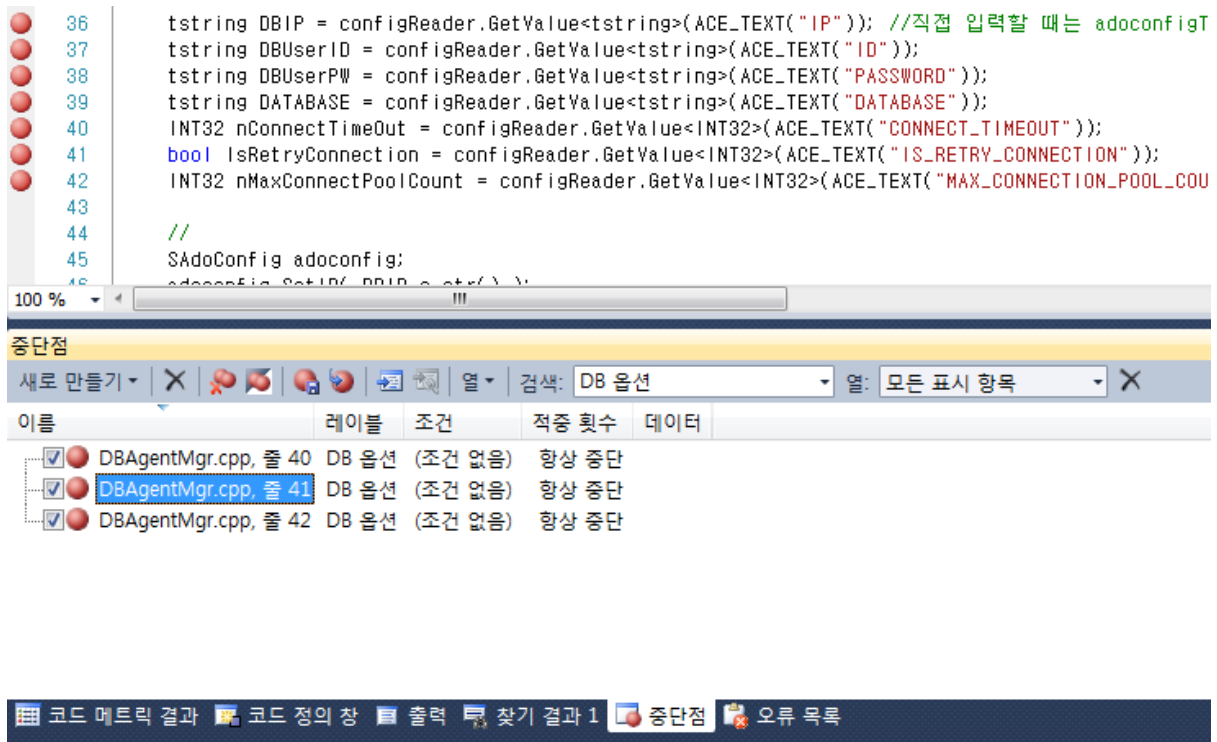 36 tstring DBIP = configReader.GetValue<tstring>(ACE_TEXT("IP")); //직접 입력할 때는 adoconfigT
37 tstring DBUserID = configReader.GetValue<tstring>(ACE_TEXT("ID"));
38 tstring DBUserPW = configReader.GetValue<tstring>(ACE_TEXT("PASSWORD"));
39 tstring DATABASE = configReader.GetValue<tstring>(ACE_TEXT("DATABASE"));
40 INT32 nConnectTimeOut = configReader.GetValue<INT32>(ACE_TEXT("CONNECT_TIMEOUT"));
41 bool IsRetryConnection = configReader.GetValue<INT32>(ACE_TEXT("IS_RETRY_CONNECTION"));
42 INT32 nMaxConnectPoolCount = configReader.GetValue<INT32>(ACE_TEXT("MAX_CONNECTION_POOL_COU
43
44 //
45 SAdoConfig adoconfig;
46 adoconfig.SetIP( DBIP.c_str() );
100 %
중단점
새로 만들기 열 검색: DB 옵션 열: 모든 표시 항목
이름 레이블 조건 적중 횟수 데이터
DBAgentMgr.cpp, 줄 40 DB 옵션 (조건 없음) 항상 중단
DBAgentMgr.cpp, 줄 41 DB 옵션 (조건 없음) 항상 중단
DBAgentMgr.cpp, 줄 42 DB 옵션 (조건 없음) 항상 중단
코드 메트릭 결과 코드 정의 창 출력 찾기 결과 1 중단점 오류 목록